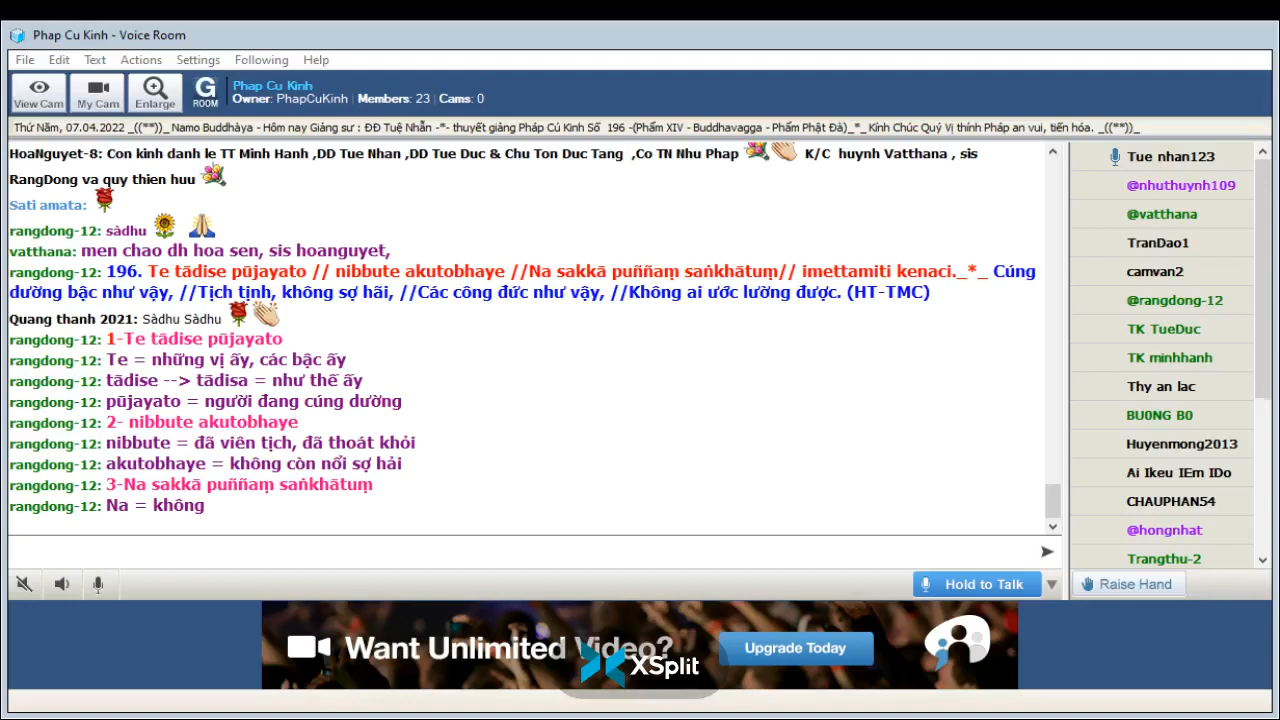 Phap Cu Kinh - Voice Room
File Edit Text Actions Settings Following Help
View Cam My Cam Enlarge G ROOM
Phap Cu Kinh
Owner: PhapCuKinh Members: 23 Cams: 0
Thứ Năm, 07.04.2022 _((**))_ Namo Buddhàya - Hôm nay Giảng sư : ĐĐ Tuệ Nhẫn -*- thuyết giảng Pháp Cú Kinh Số 196 -(Phẩm XIV - Buddhavagga - Phẩm Phật Đà)_*_ Kính Chúc Quý Vị thính Pháp an vui, tiến hóa. _((**))_
HoaNguyet-8: Con kinh danh le TT Minh Hanh ,DD Tue Nhan ,DD Tue Duc & Chu Ton Duc Tang ,Co TN Nhu Phap K/C huynh Vatthana , sis
RangDong va quy thien huu
Sati amata:
rangdong-12: sàdhu
vatthana: men chao dh hoa sen, sis hoanguyet,
rangdong-12: 196. Te tādise pūjayato // nibbute akutobhaye //Na sakkā puññaṃ saṅkhātuṃ// imettamiti kenaci._*_ Cúng
dường bậc như vậy, //Tịch tịnh, không sợ hãi, //Các công đức như vậy, //Không ai ước lường được. (HT-TMC)
Quang thanh 2021: Sàdhu Sàdhu
rangdong-12: 1-Te tādise pūjayato
rangdong-12: Te = những vị ấy, các bậc ấy
rangdong-12: tādise --> tādisa = như thế ấy
rangdong-12: pūjayato = người đang cúng dường
rangdong-12: 2- nibbute akutobhaye
rangdong-12: nibbute = đã viên tịch, đã thoát khỏi
rangdong-12: akutobhaye = không còn nổi sợ hải
rangdong-12: 3-Na sakkā puññaṃ saṅkhātuṃ
rangdong-12: Na = không
Tue nhan123
@nhuthuynh109
@vatthana
TranDao1
camvan2
@rangdong-12
TK TueDuc
TK minhhanh
Thy an lac
BU0NG B0
Huyenmong2013
Ai Ikeu IEm IDo
CHAUPHAN54
@hongnhat
Trangthu-2
Hold to Talk
Raise Hand
Want Unlimited Video?
Upgrade Today
XSplit